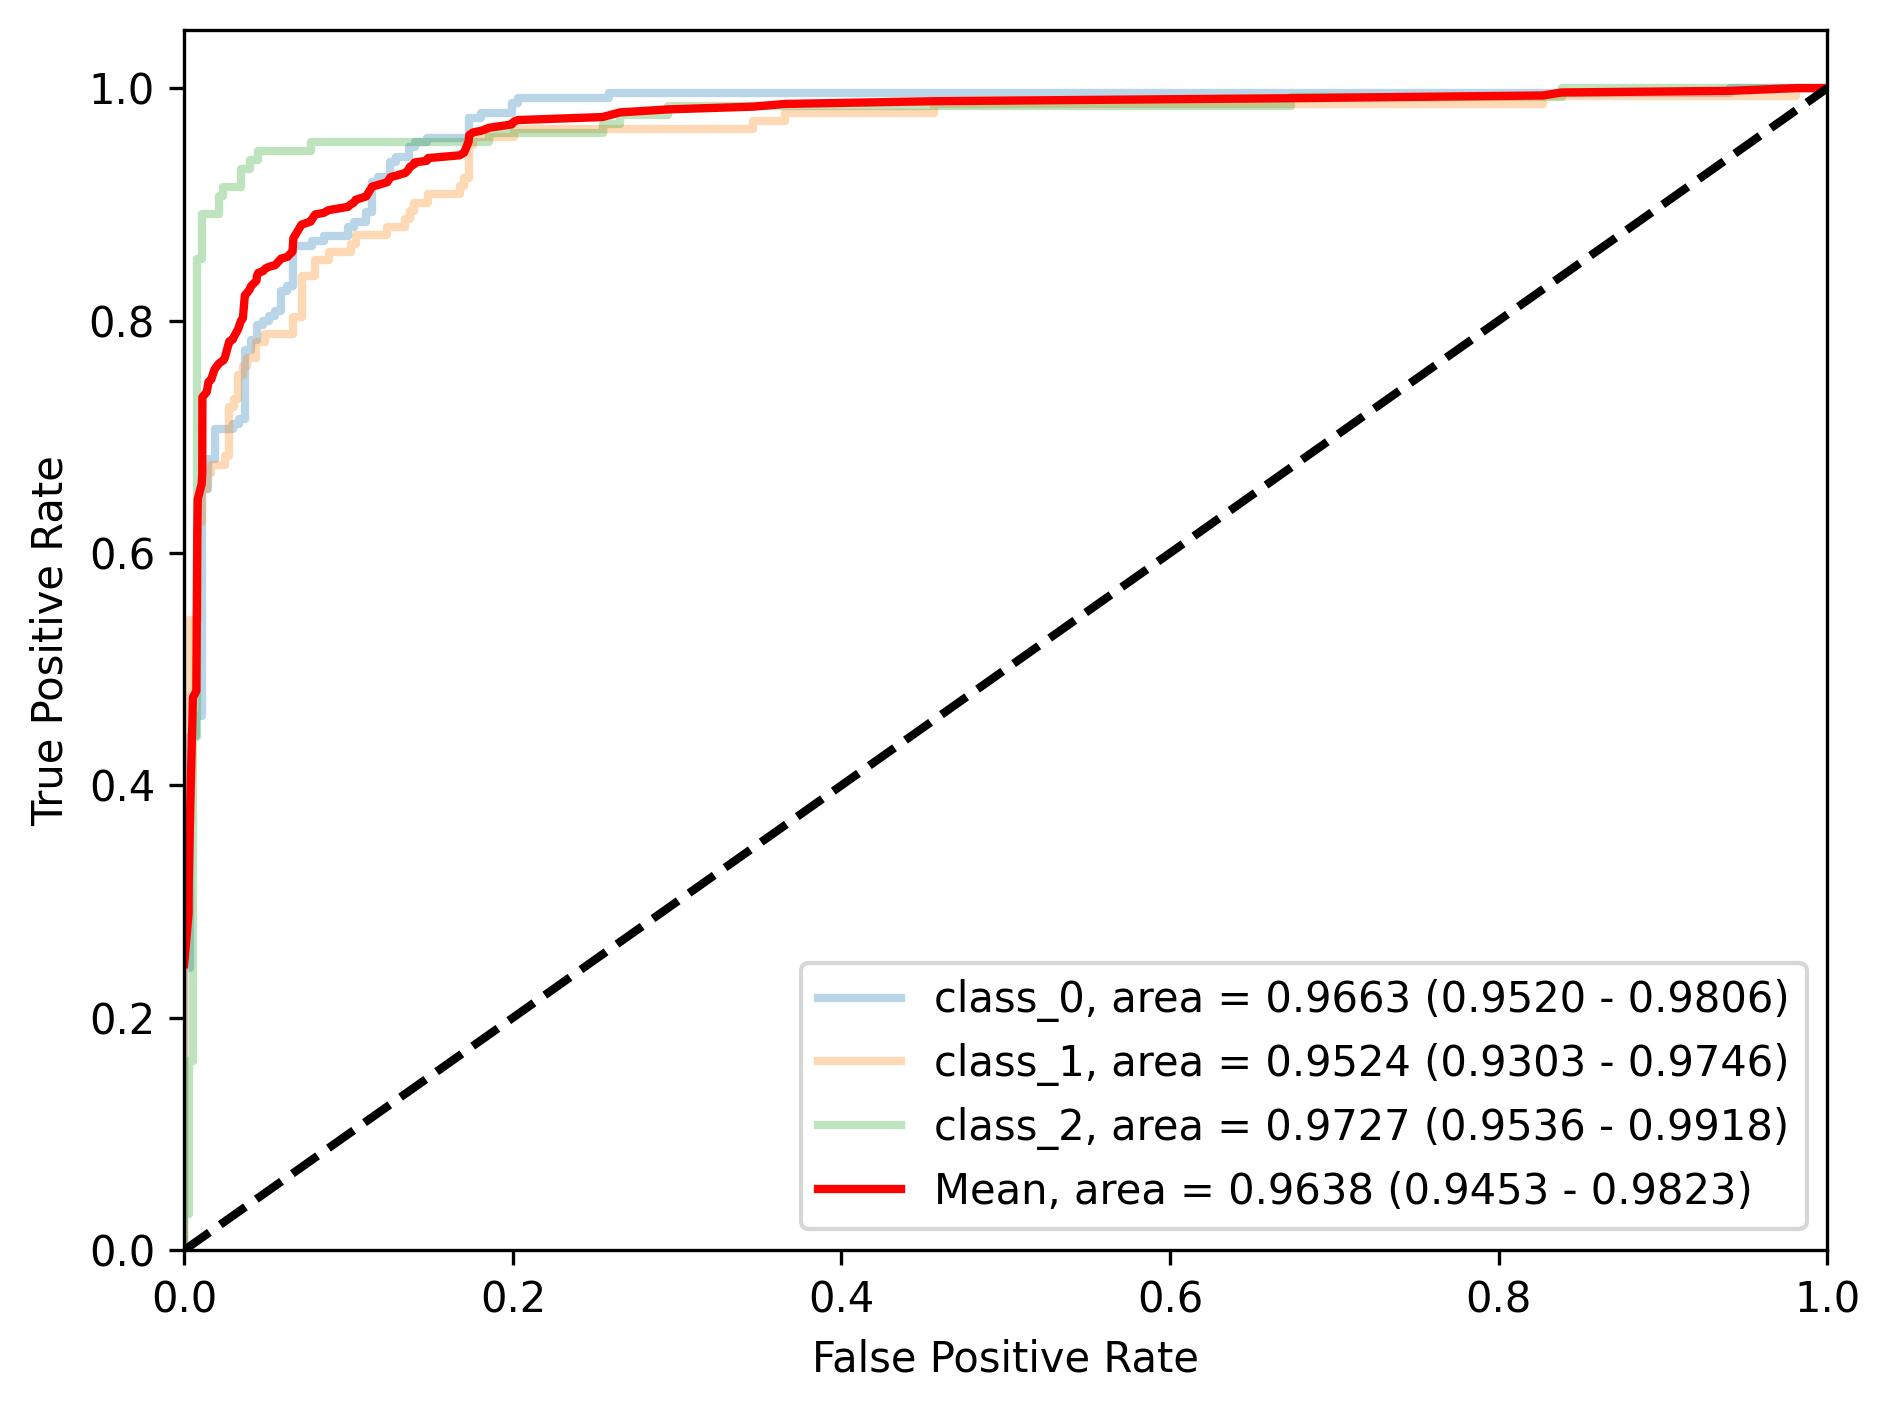 True Positive Rate
1.0
0.8
0.6
0.4
0.2
0.0
0.0 0.2 0.4 0.6 0.8 1.0
False Positive Rate
class_0, area = 0.9663 (0.9520 - 0.9806)
class_1, area = 0.9524 (0.9303 - 0.9746)
class_2, area = 0.9727 (0.9536 - 0.9918)
Mean, area = 0.9638 (0.9453 - 0.9823)